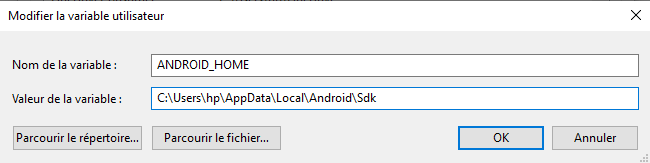 Modifier la variable utilisateur
Nom de la variable :
ANDROID_HOME
Valeur de la variable :
C:\Users\hp\AppData\Local\Android\Sdk
Parcourir le répertoire...
Parcourir le fichier...
OK
Annuler